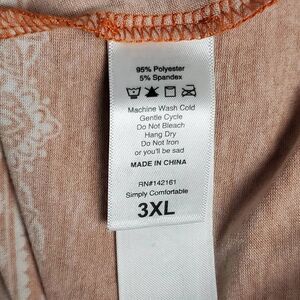 95% Polyester
5% Spandex
Machine Wash Cold
Gentle Cycle
Do Not Bleach
Hang Dry
Do Not Iron
or you'll be sad
MADE IN CHINA
RN#142161
Simply Comfortable
3XL